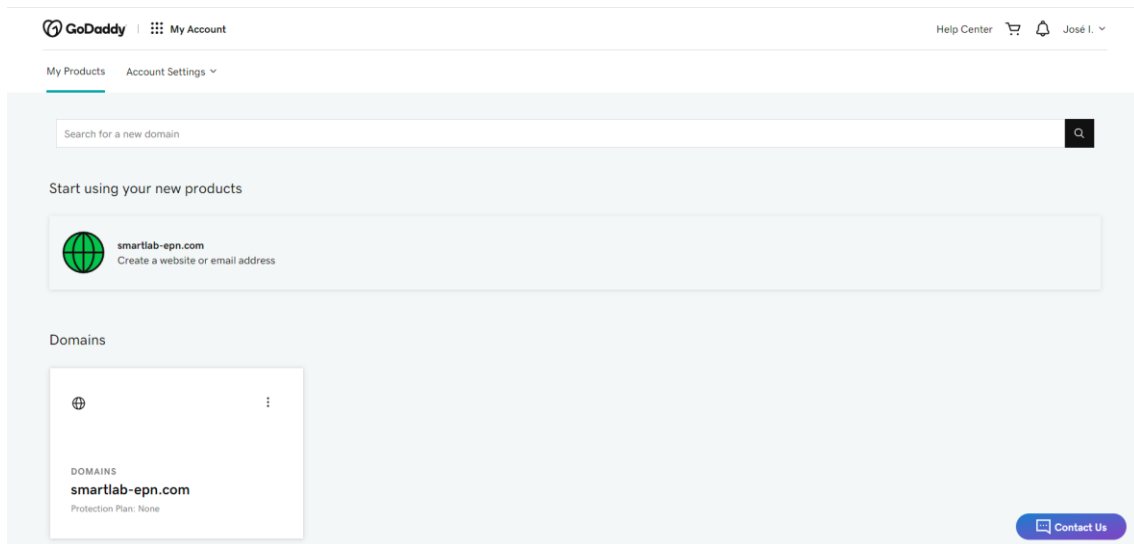 GoDaddy My Account Help Center José I.
My Products Account Settings
Search for a new domain
Start using your new products
smartlab-epn.com
Create a website or email address
Domains
DOMAINS
smartlab-epn.com
Protection Plan: None
Contact Us